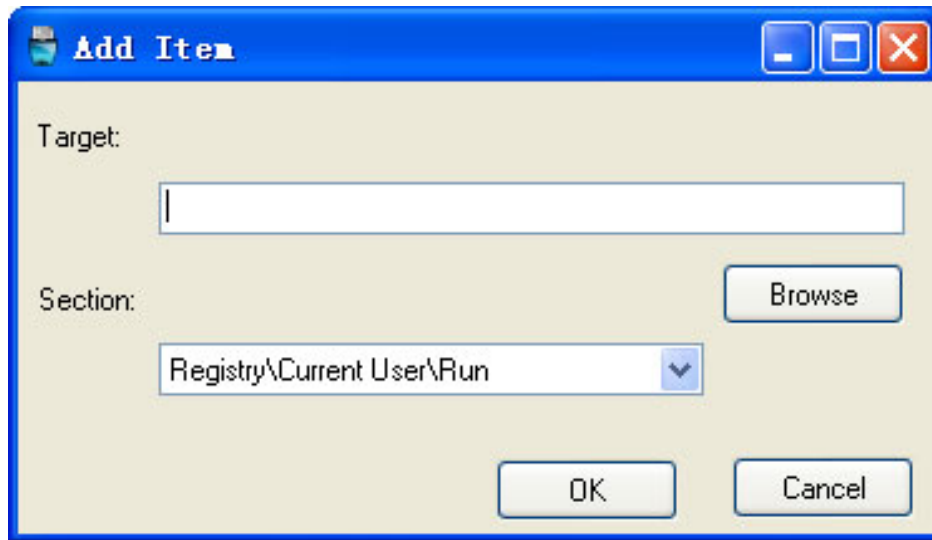 Add Item
Target:
Browse
Section:
Registry\Current User\Run
OK
Cancel